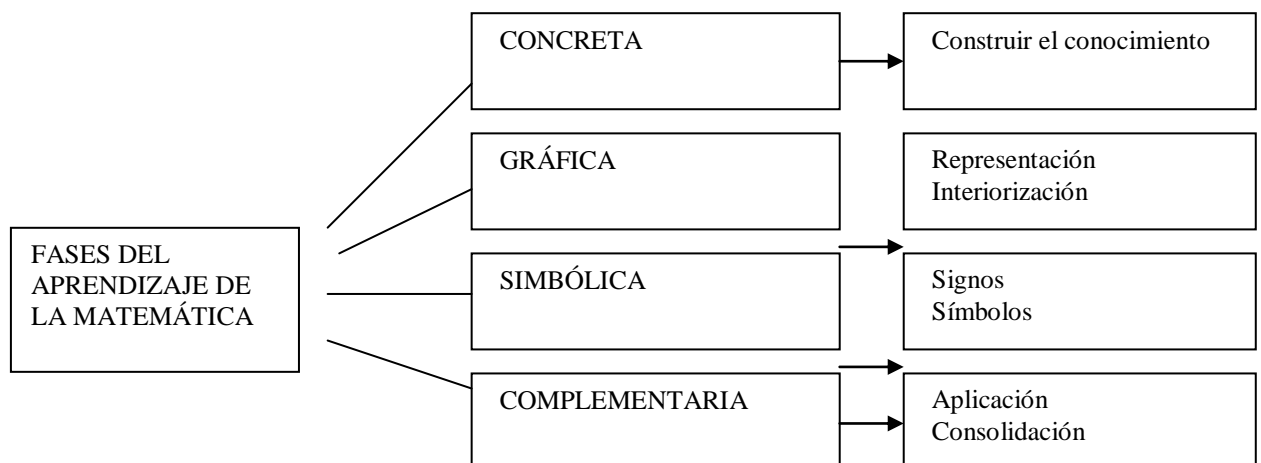 CONCRETA
Construir el conocimiento
GRÁFICA
Representación
Interiorización
FASES DEL
APRENDIZAJE DE
LA MATEMÁTICA
SIMBÓLICA
Signos
Símbolos
COMPLEMENTARIA
Aplicación
Consolidación